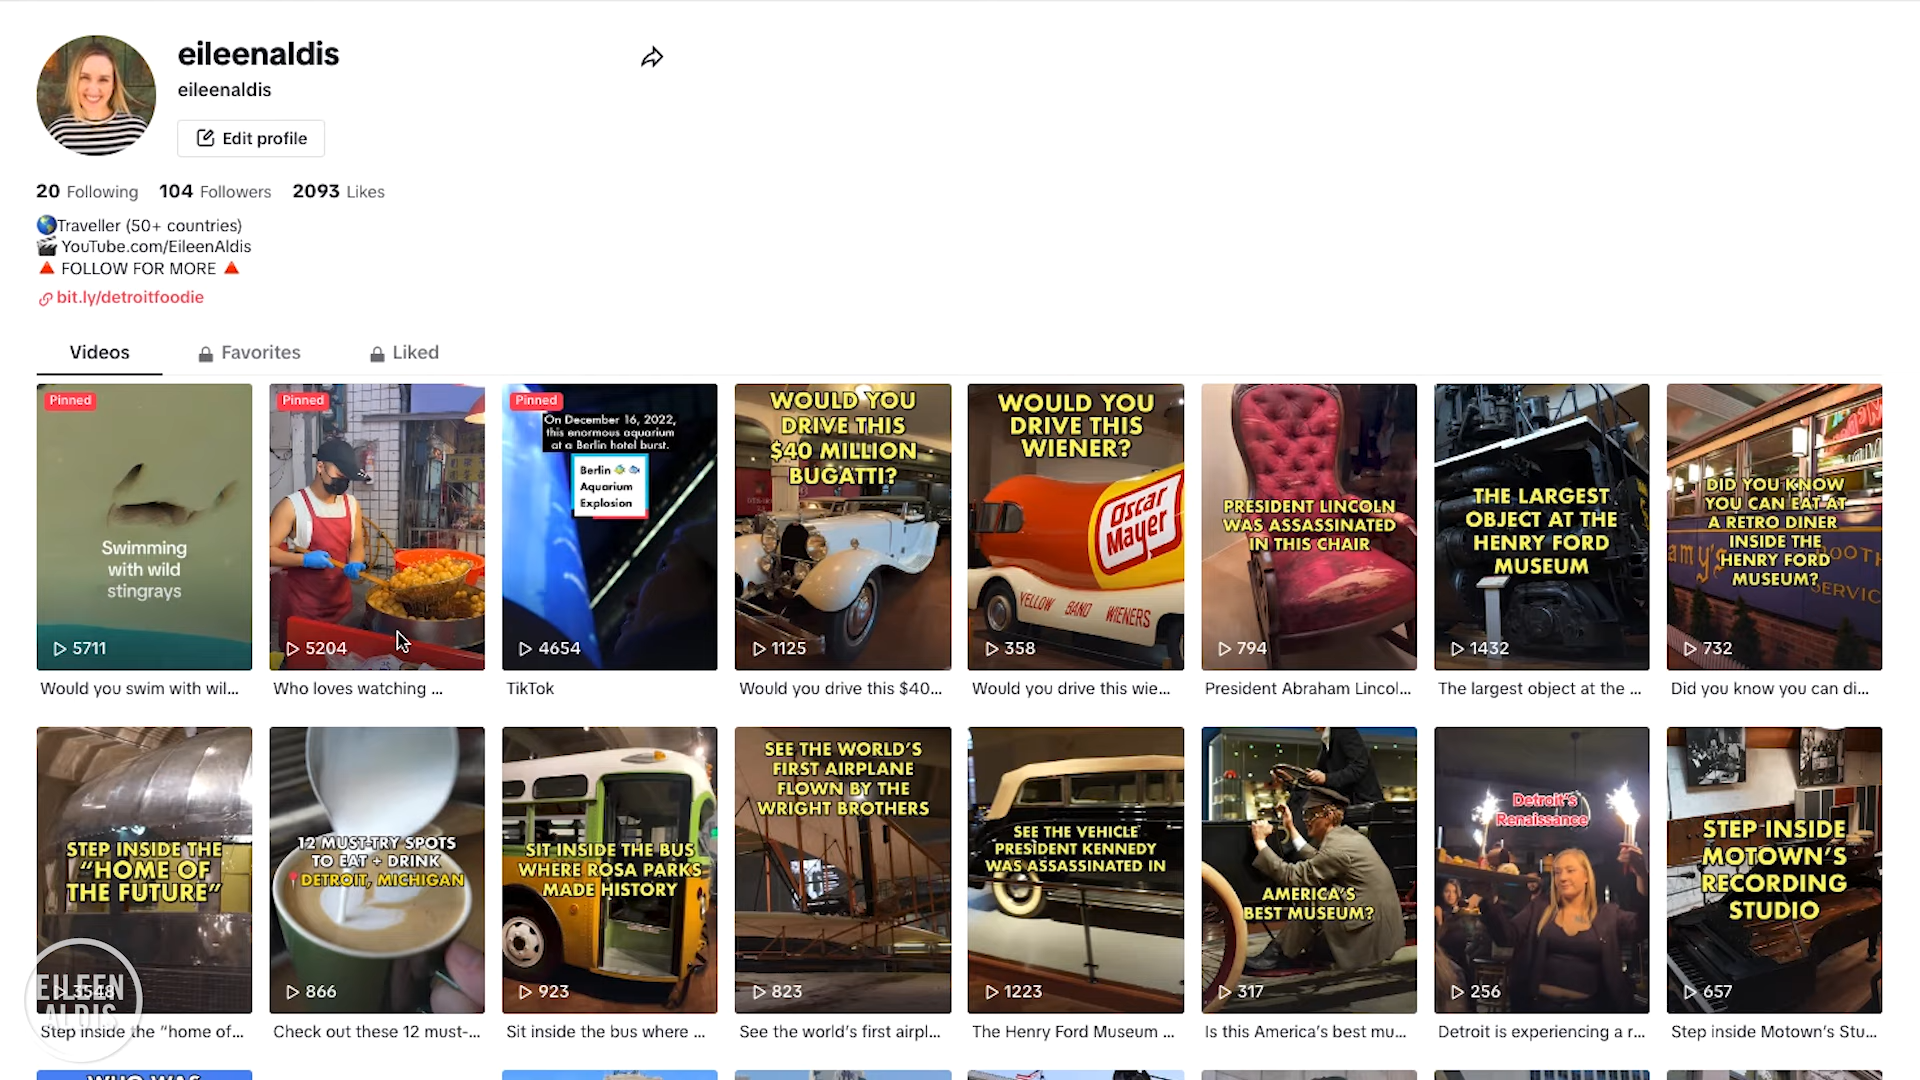 eileenaldis
eileenaldis
Edit profile
20 Following 104 Followers 2093 Likes
Traveller (50+ countries)
YouTube.com/EileenAldis
FOLLOW FOR MORE
bit.ly/detroitfoodie
Videos Favorites Liked
Pinned
Swimming
with wild
stingrays
5711
Would you swim with wil...
Pinned
5204
Who loves watching ...
Pinned
On December 16, 2022,
this enormous aquarium
at a Berlin hotel burst.
Berlin
Aquarium
Explosion
4654
TikTok
WOULD YOU
DRIVE THIS
$40 MILLION
BUGATTI?
1125
Would you drive this $40...
WOULD YOU
DRIVE THIS
WIENER?
Oscar
Mayer
YELLOW BAND WIENERS
358
Would you drive this wie...
PRESIDENT LINCOLN
WAS ASSASSINATED
IN THIS CHAIR
794
President Abraham Lincol...
THE LARGEST
OBJECT AT THE
HENRY FORD
MUSEUM
1432
The largest object at the ...
DID YOU KNOW
YOU CAN EAT AT
A RETRO DINER
INSIDE THE
HENRY FORD
MUSEUM?
amy's
BOOTH
SERVIC
732
Did you know you can di...
STEP INSIDE THE
"HOME OF
THE FUTURE"
3548
Step inside the "home of...
12 MUST-TRY SPOTS
TO EAT + DRINK
DETROIT, MICHIGAN
866
Check out these 12 must-...
SIT INSIDE THE BUS
WHERE ROSA PARKS
MADE HISTORY
923
Sit inside the bus where ...
SEE THE WORLD'S
FIRST AIRPLANE
FLOWN BY THE
WRIGHT BROTHERS
823
See the world's first airpl...
SEE THE VEHICLE
PRESIDENT KENNEDY
WAS ASSASSINATED IN
1223
The Henry Ford Museum ...
AMERICA'S
BEST MUSEUM?
317
Is this America's best mu...
Detroit's
Renaissance
256
Detroit is experiencing a r...
STEP INSIDE
MOTOWN'S
RECORDING
STUDIO
657
Step inside Motown's Stu...
EILEEN
ALDIS
WHO WAS